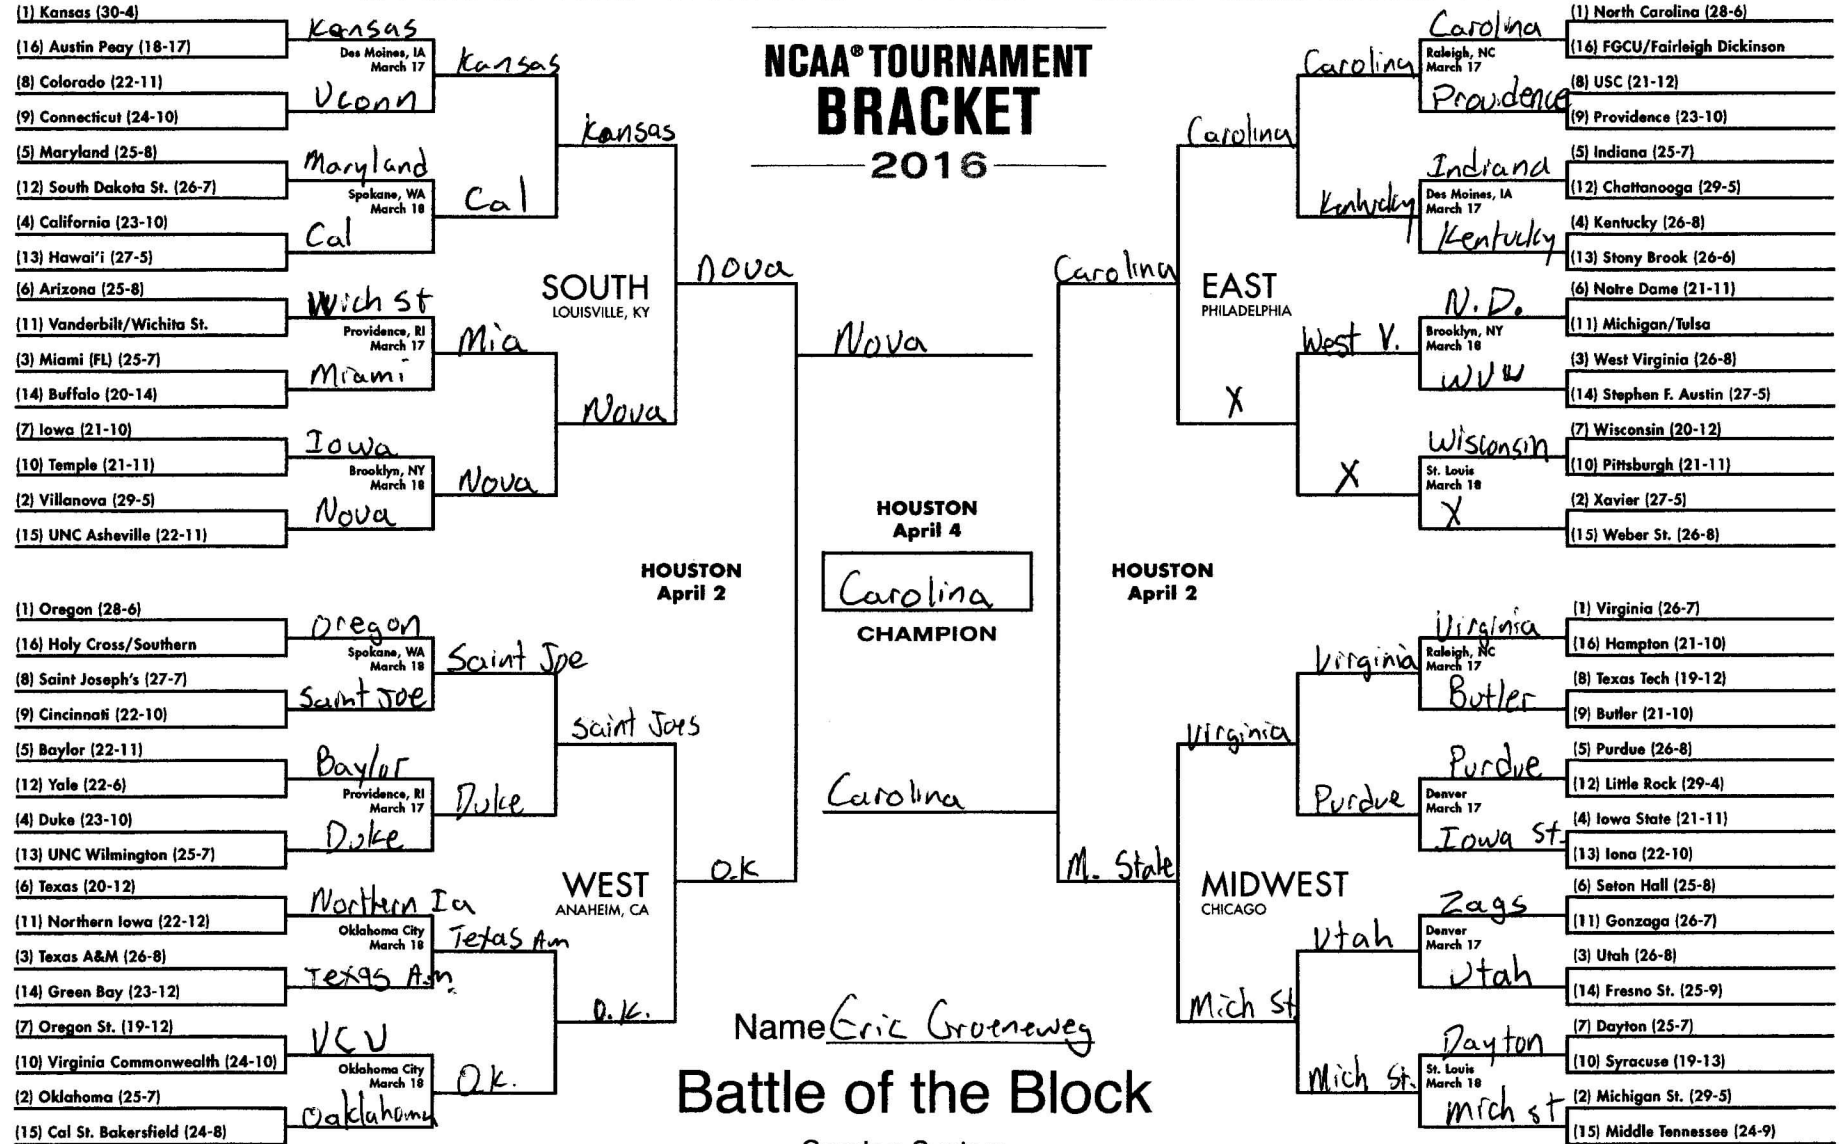 (1) Kansas (30-4)
(16) Austin Peay (18-17)
(8) Colorado (22-11)
(9) Connecticut (24-10)
(5) Maryland (25-8)
(12) South Dakota St. (26-7)
(4) California (23-10)
(13) Hawai'i (27-5)
(6) Arizona (25-8)
(11) Vanderbilt/Wichita St.
(3) Miami (FL) (25-7)
(14) Buffalo (20-14)
(7) Iowa (21-10)
(10) Temple (21-11)
(2) Villanova (29-5)
(15) UNC Asheville (22-11)
Kansas
Des Moines, IA
March 17
Uconn
Maryland
Spokane, WA
March 18
Cal
Wich St
Providence, RI
March 17
Miami
Iowa
Brooklyn, NY
March 18
Nova
Kansas
Cal
Mia
Nova
Kansas
Nova
SOUTH
LOUISVILLE, KY
Nova
(1) Oregon (28-6)
(16) Holy Cross/Southern
(8) Saint Joseph's (27-7)
(9) Cincinnati (22-10)
(5) Baylor (22-11)
(12) Yale (22-6)
(4) Duke (23-10)
(13) UNC Wilmington (25-7)
(6) Texas (20-12)
(11) Northern Iowa (22-12)
(3) Texas A&M (26-8)
(14) Green Bay (23-12)
(7) Oregon St. (19-12)
(10) Virginia Commonwealth (24-10)
(2) Oklahoma (25-7)
(15) Cal St. Bakersfield (24-8)
Oregon
Spokane, WA
March 18
Saint Joe
Baylor
Providence, RI
March 17
Duke
Northern Ia
Oklahoma City
March 18
Texas A.m.
VCU
Oklahoma City
March 18
Oaklahoma
Saint Joe
Duke
Texas Am
O.K.
Saint Joes
O.K.
WEST
ANAHEIM, CA
O.K
HOUSTON
April 2
NCAA® TOURNAMENT
BRACKET
2016
Nova
HOUSTON
April 4
Carolina
CHAMPION
Carolina
Name Eric Groeneweg
Battle of the Block
HOUSTON
April 2
Carolina
EAST
PHILADELPHIA
Carolina
X
Carolina
Kentucky
West V.
X
Carolina
Raleigh, NC
March 17
Providence
Indiana
Des Moines, IA
March 17
Kentucky
N.D.
Brooklyn, NY
March 18
WVU
Wisconsin
St. Louis
March 18
X
(1) North Carolina (28-6)
(16) FGCU/Fairleigh Dickinson
(8) USC (21-12)
(9) Providence (23-10)
(5) Indiana (25-7)
(12) Chattanooga (29-5)
(4) Kentucky (26-8)
(13) Stony Brook (26-6)
(6) Notre Dame (21-11)
(11) Michigan/Tulsa
(3) West Virginia (26-8)
(14) Stephen F. Austin (27-5)
(7) Wisconsin (20-12)
(10) Pittsburgh (21-11)
(2) Xavier (27-5)
(15) Weber St. (26-8)
M. State
MIDWEST
CHICAGO
Virginia
Mich St
Virginia
Purdue
Utah
Mich St.
Virginia
Raleigh, NC
March 17
Butler
Purdue
Denver
March 17
Iowa St.
Zags
Denver
March 17
Utah
Dayton
St. Louis
March 18
Mich st
(1) Virginia (26-7)
(16) Hampton (21-10)
(8) Texas Tech (19-12)
(9) Butler (21-10)
(5) Purdue (26-8)
(12) Little Rock (29-4)
(4) Iowa State (21-11)
(13) Iona (22-10)
(6) Seton Hall (25-8)
(11) Gonzaga (26-7)
(3) Utah (26-8)
(14) Fresno St. (25-9)
(7) Dayton (25-7)
(10) Syracuse (19-13)
(2) Michigan St. (29-5)
(15) Middle Tennessee (24-9)